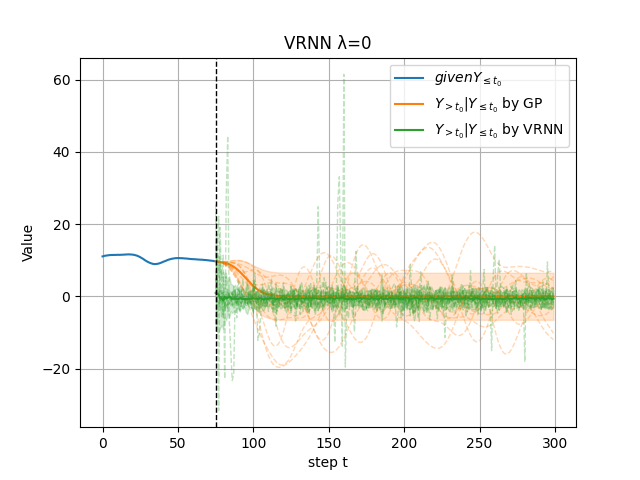 VRNN λ=0
given Y≤t₀
Y>t₀|Y≤t₀ by GP
Y>t₀|Y≤t₀ by VRNN
Value
60
40
20
0
−20
0 50 100 150 200 250 300
step t